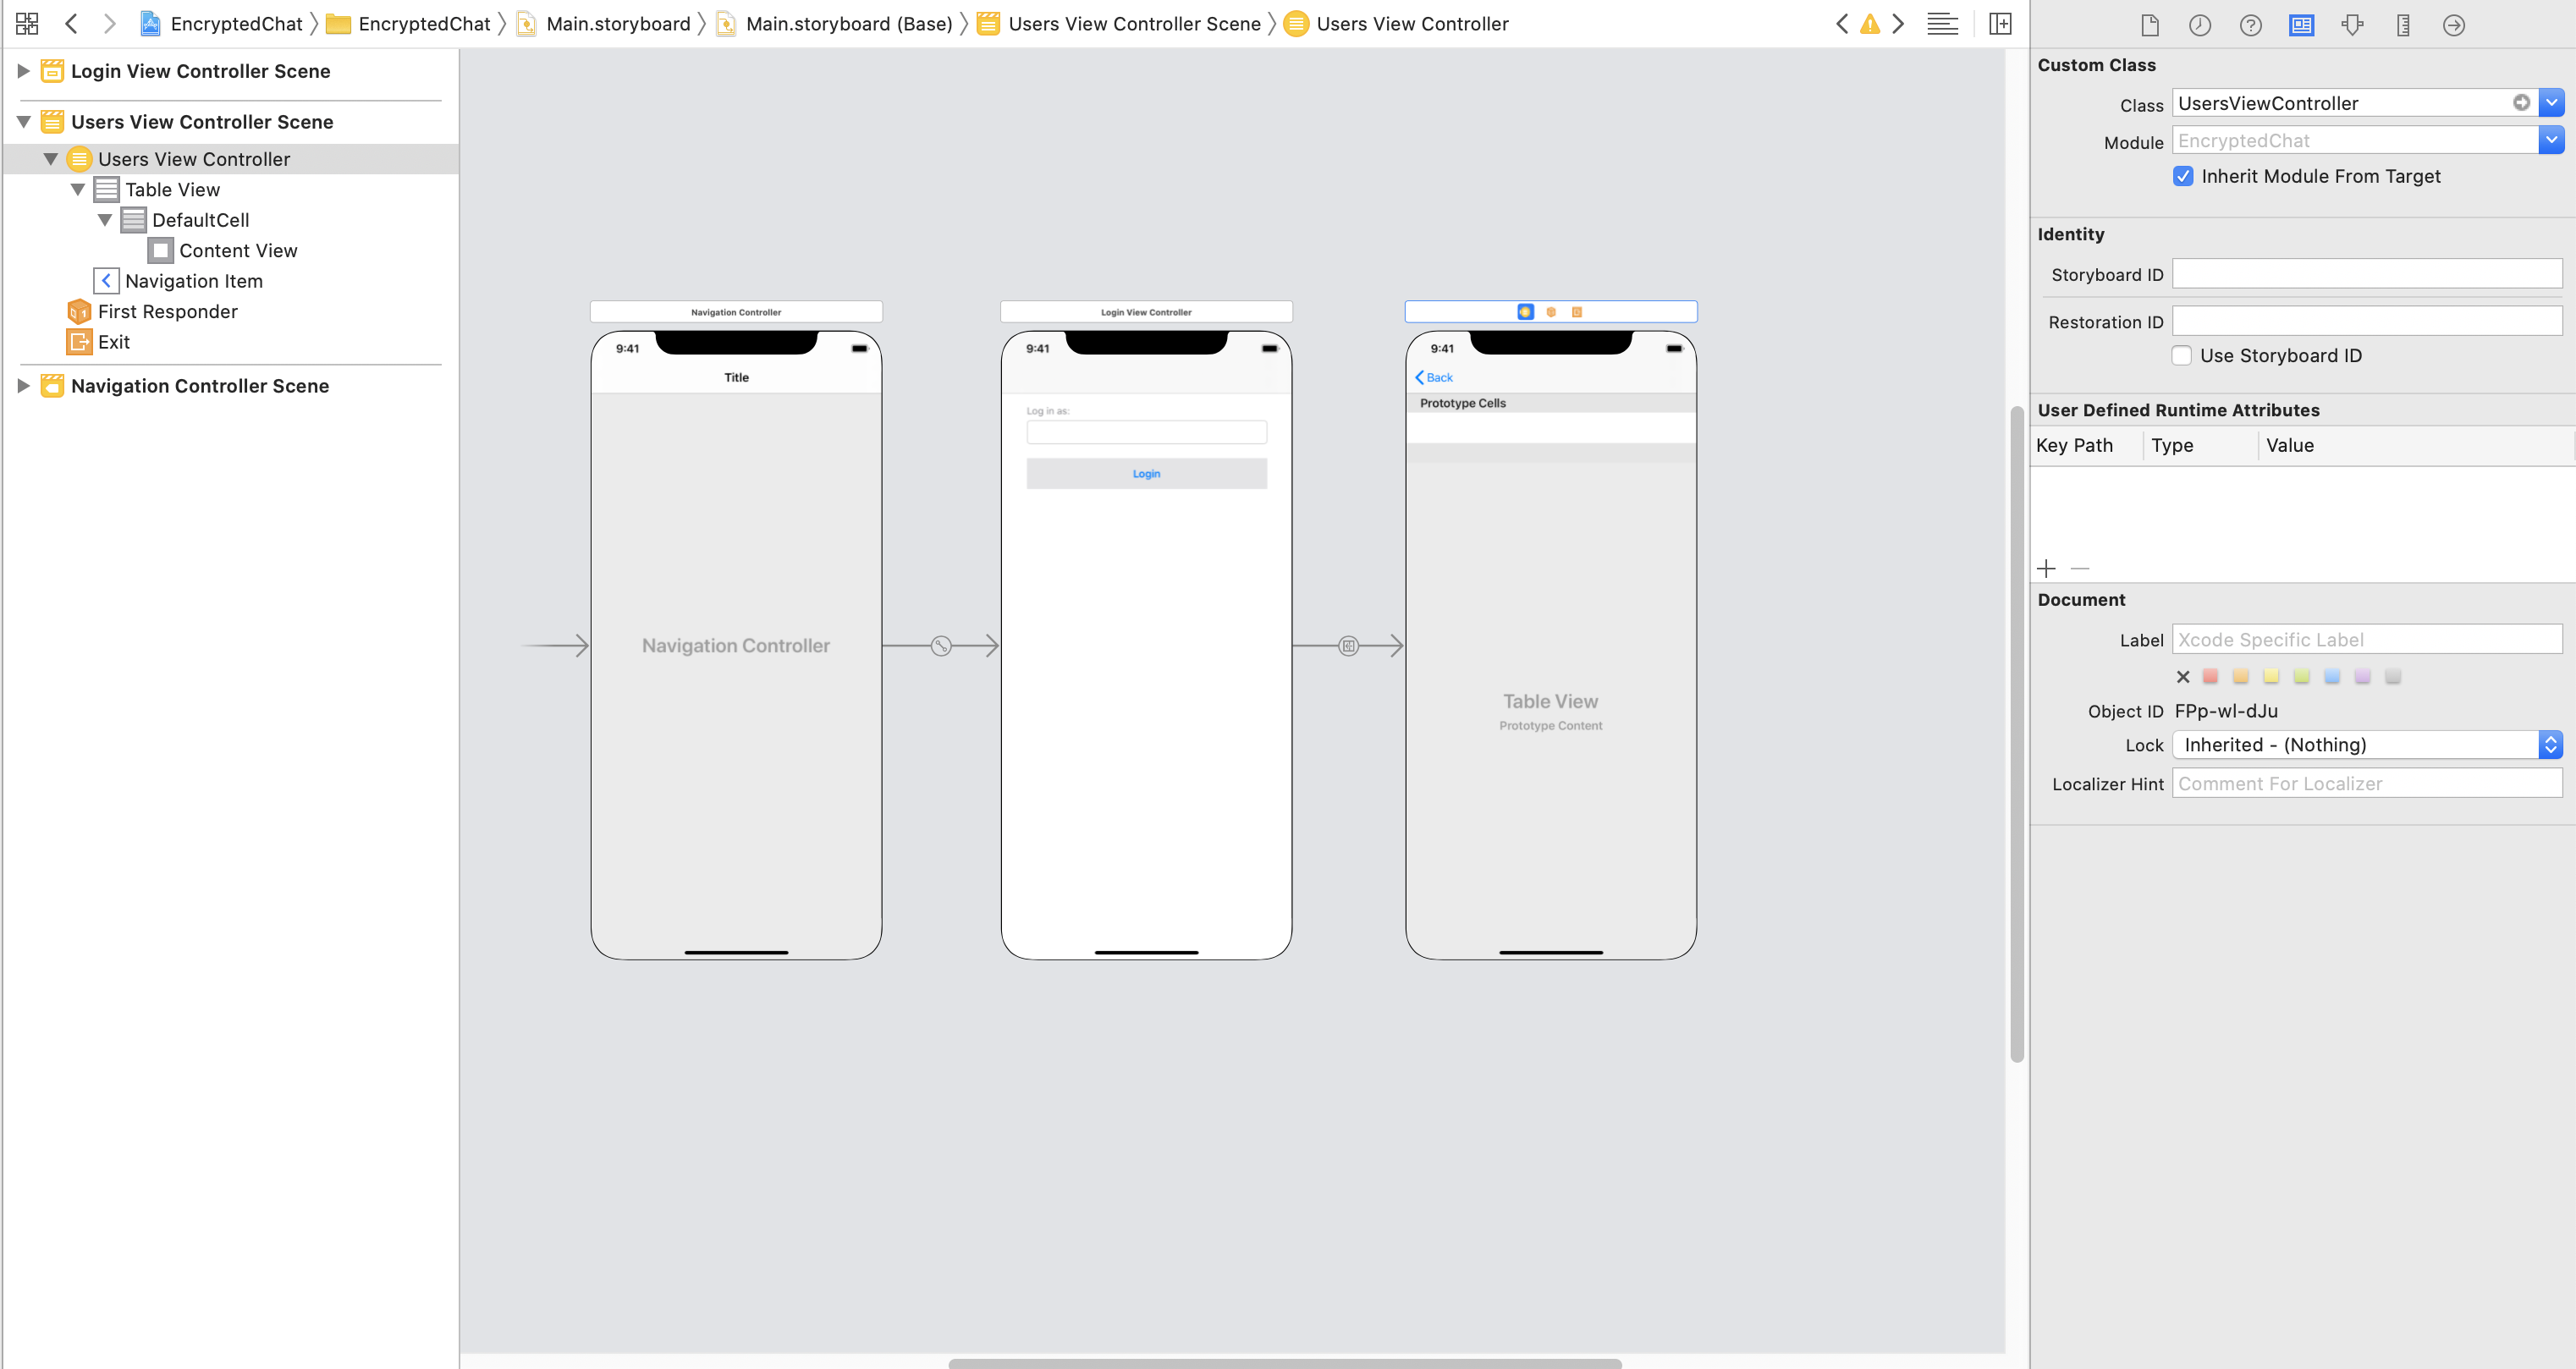 EncryptedChat EncryptedChat Main.storyboard Main.storyboard (Base) Users View Controller Scene Users View Controller
Login View Controller Scene
Users View Controller Scene
Users View Controller
Table View
DefaultCell
Content View
Navigation Item
First Responder
Exit
Navigation Controller Scene
Navigation Controller
9:41
Title
Navigation Controller
Login View Controller
9:41
Log in as:
Login
9:41
Back
Prototype Cells
Table View
Prototype Content
Custom Class
Class UsersViewController
Module EncryptedChat
Inherit Module From Target
Identity
Storyboard ID
Restoration ID
Use Storyboard ID
User Defined Runtime Attributes
Key Path Type Value
Document
Label Xcode Specific Label
Object ID FPp-wl-dJu
Lock Inherited - (Nothing)
Localizer Hint Comment For Localizer